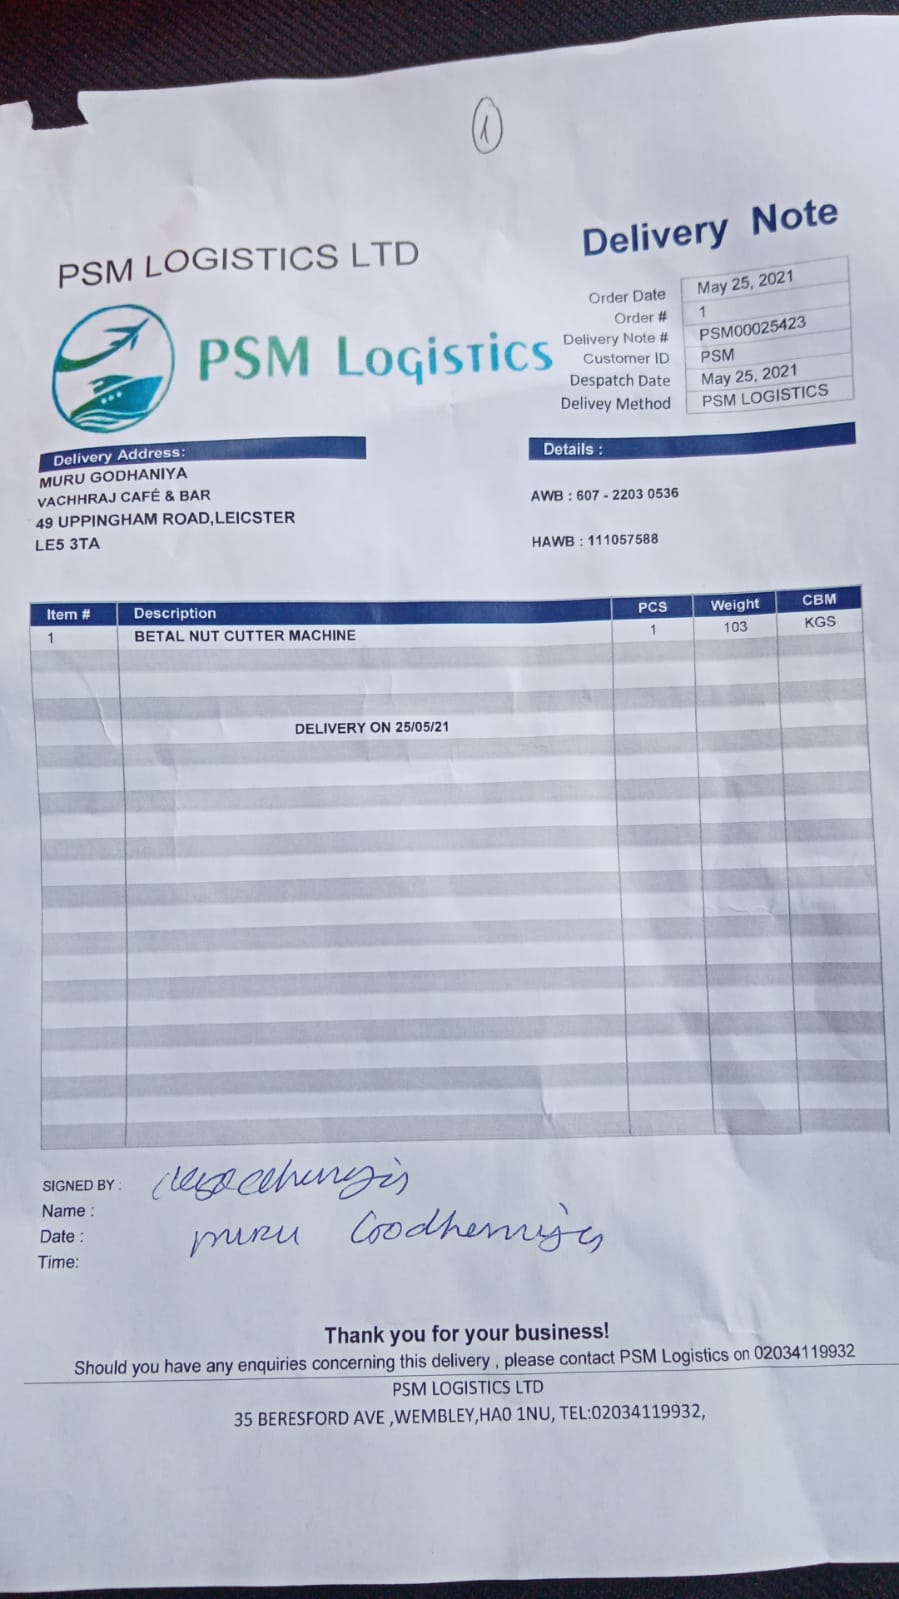 1
Delivery Note
PSM LOGISTICS LTD
PSM Logistics
Order Date May 25, 2021
Order # 1
Delivery Note # PSM00025423
Customer ID PSM
Despatch Date May 25, 2021
Delivey Method PSM LOGISTICS
Delivery Address:
MURU GODHANIYA
VACHHRAJ CAFÉ & BAR
49 UPPINGHAM ROAD,LEICSTER
LE5 3TA
Details :
AWB : 607 - 2203 0536
HAWB : 111057588
Item # Description PCS Weight CBM
1 BETAL NUT CUTTER MACHINE 1 103 KGS
DELIVERY ON 25/05/21
SIGNED BY :
Name :
Date :
muru
Time:
Thank you for your business!
Should you have any enquiries concerning this delivery , please contact PSM Logistics on 02034119932
PSM LOGISTICS LTD
35 BERESFORD AVE ,WEMBLEY,HA0 1NU, TEL:02034119932,